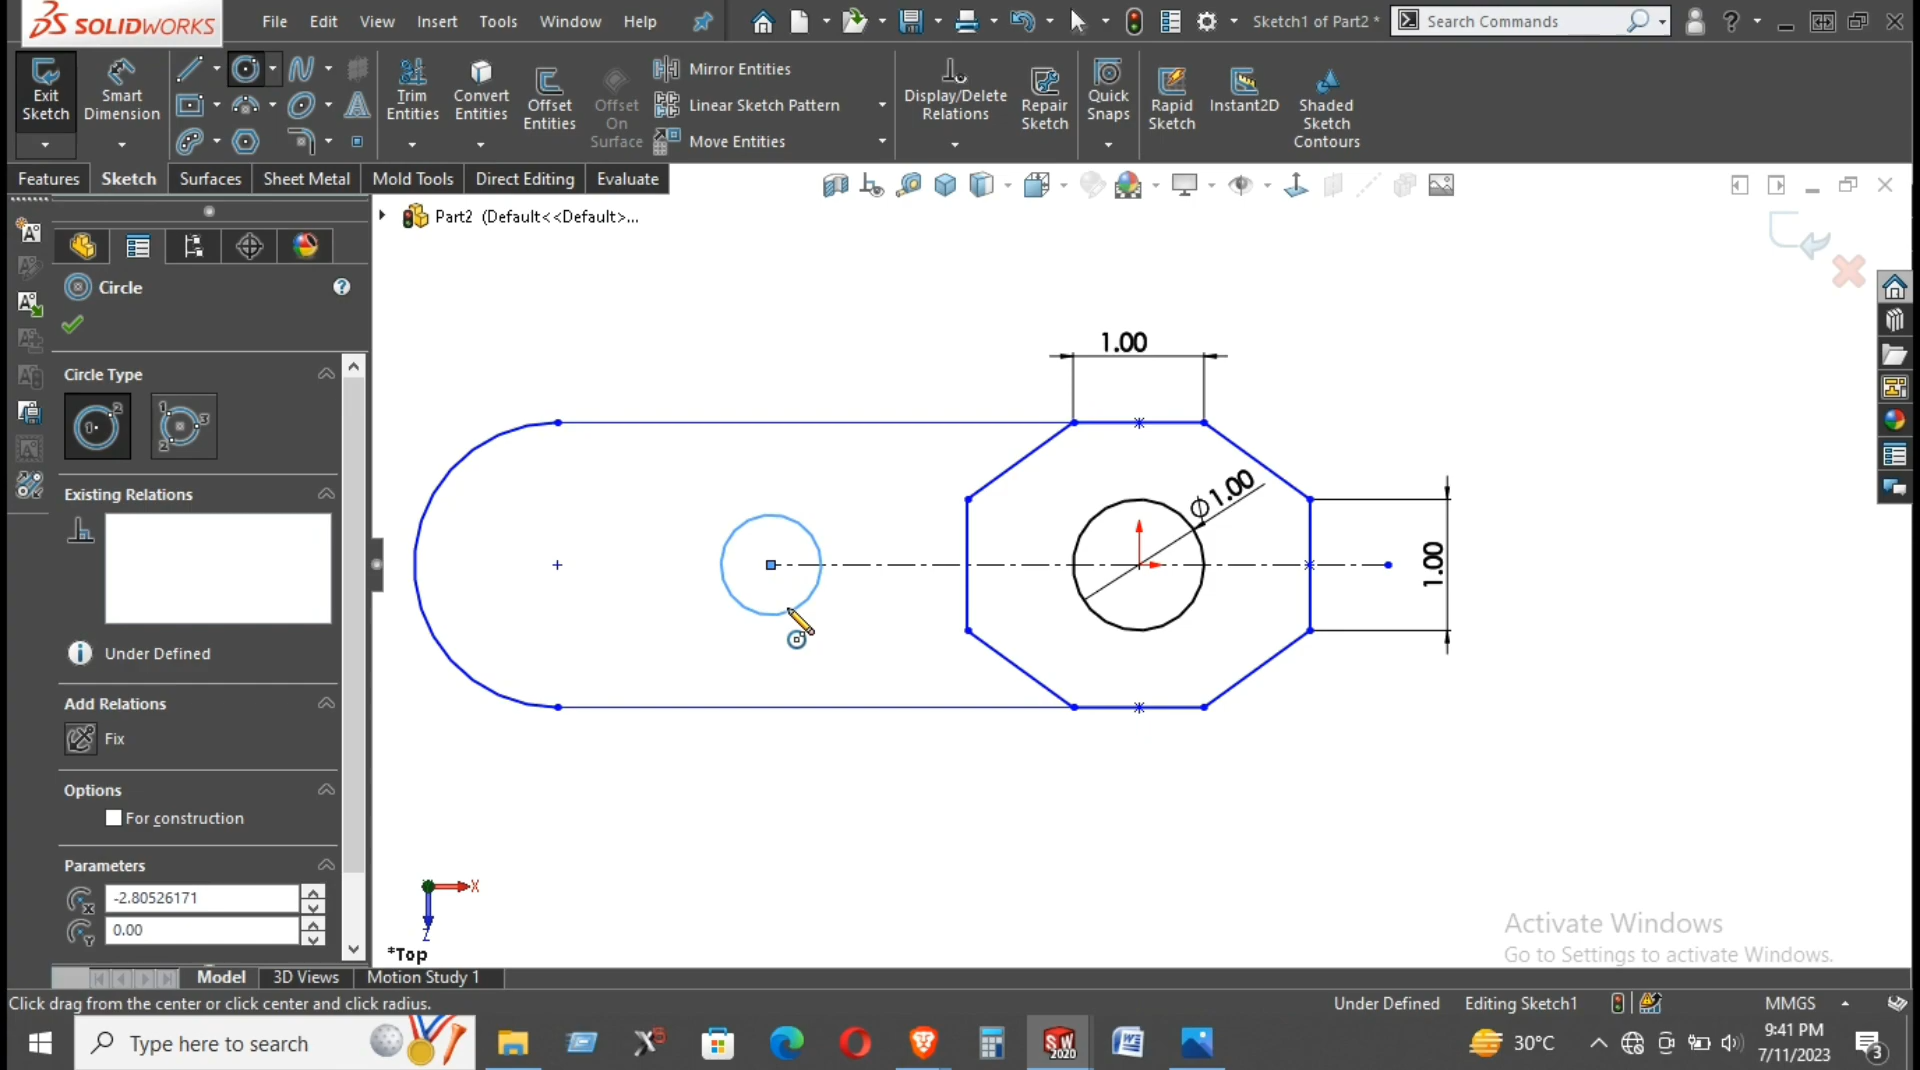 SOLIDWORKS File Edit View Insert Tools Window Help Sketch1 of Part2 * Search Commands
Exit Sketch
Smart Dimension
Trim Entities
Convert Entities
Offset Entities
Offset On Surface
Mirror Entities
Linear Sketch Pattern
Move Entities
Display/Delete Relations
Repair Sketch
Quick Snaps
Rapid Sketch
Instant2D
Shaded Sketch Contours
Features Sketch Surfaces Sheet Metal Mold Tools Direct Editing Evaluate
Part2 (Default<<Default>...
Circle
Circle Type
Existing Relations
Under Defined
Add Relations
Fix
Options
For construction
Parameters
-2.80526171
0.00
1.00
∅1.00
1.00
X
Z
*Top
Activate Windows
Go to Settings to activate Windows.
Model 3D Views Motion Study 1
Click drag from the center or click center and click radius. Under Defined Editing Sketch1 MMGS
Type here to search
SW
2020
30°C
9:41 PM
7/11/2023
3